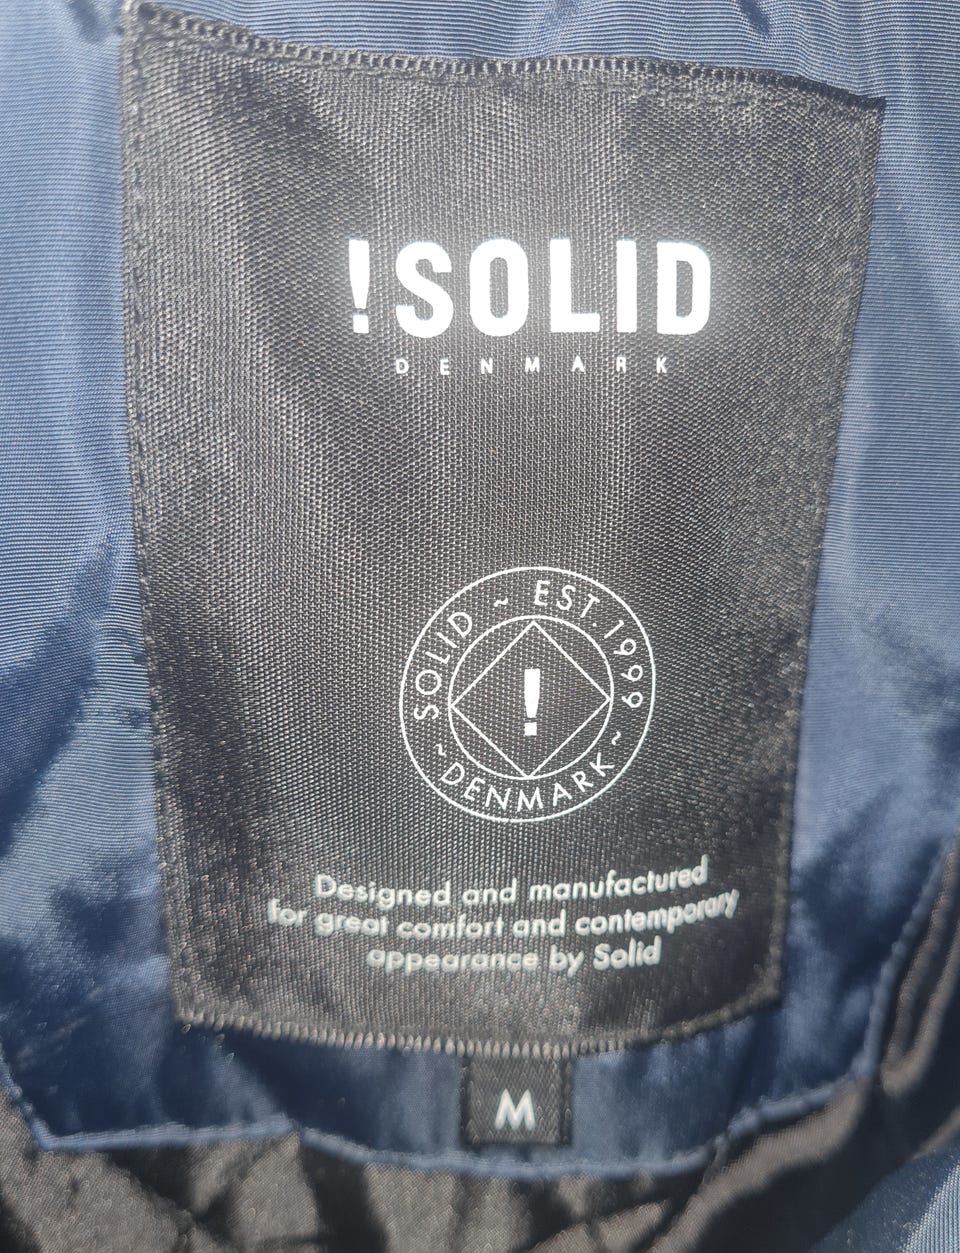 !SOLID
DENMARK
SOLID ~ EST. 1999 ~ DENMARK ~
!
Designed and manufactured
for great comfort and contemporary
appearance by Solid
M